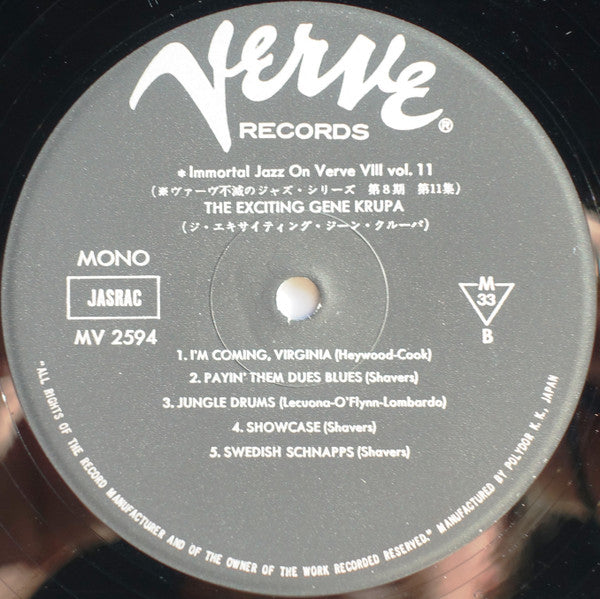 Verve®
RECORDS
* Immortal Jazz On Verve VIII vol. 11
(※ヴァーヴ不滅のジャズ・シリーズ 第8期 第11集)
THE EXCITING GENE KRUPA
(ジ・エキサイティング・ジーン・クルーパ)
MONO
JASRAC
MV 2594
M
33
B
1. I'M COMING, VIRGINIA (Heywood-Cook)
2. PAYIN' THEM DUES BLUES (Shavers)
3. JUNGLE DRUMS (Lecuona-O'Flynn-Lombardo)
4. SHOWCASE (Shavers)
5. SWEDISH SCHNAPPS (Shavers)
"ALL RIGHTS OF THE RECORD MANUFACTURER AND OF THE OWNER OF THE WORK RECORDED RESERVED." MANUFACTURED BY POLYDOR K. K., JAPAN